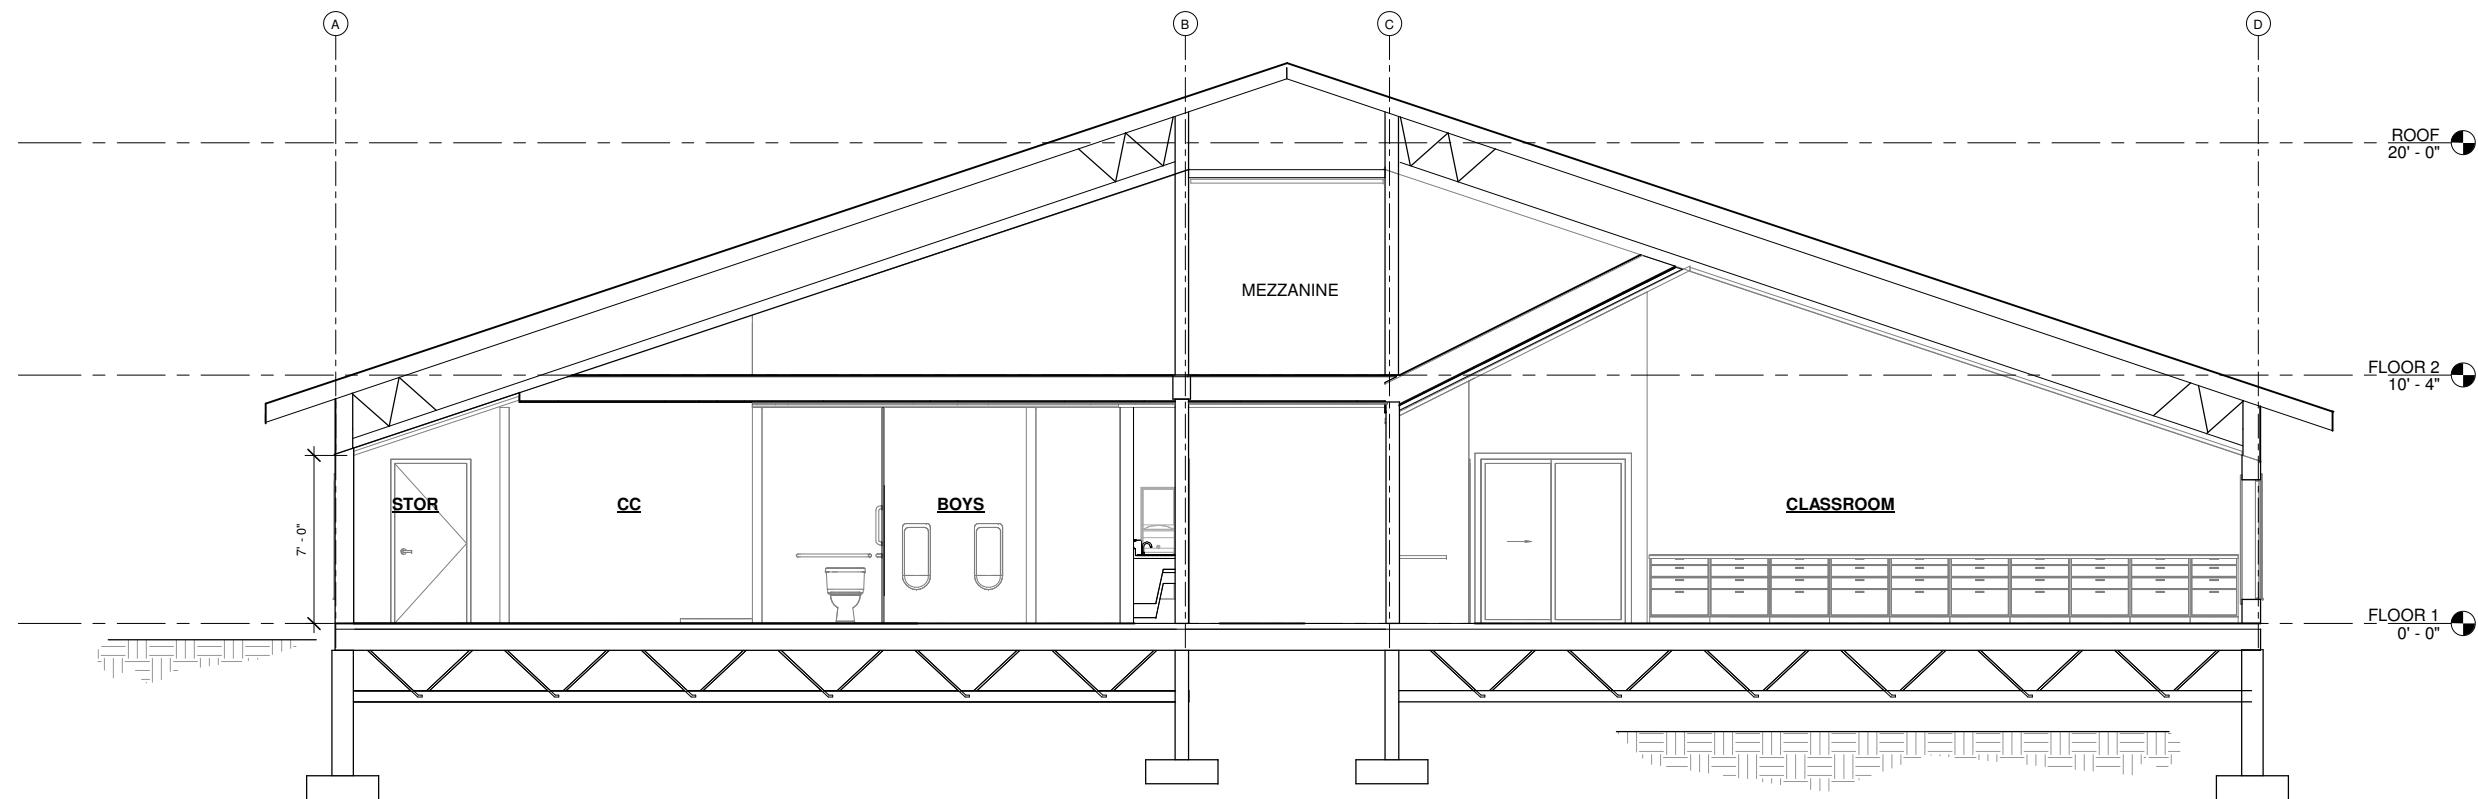 A
B
C
D
ROOF
20' - 0"
MEZZANINE
FLOOR 2
10' - 4"
7' - 0"
STOR
CC
BOYS
CLASSROOM
FLOOR 1
0' - 0"